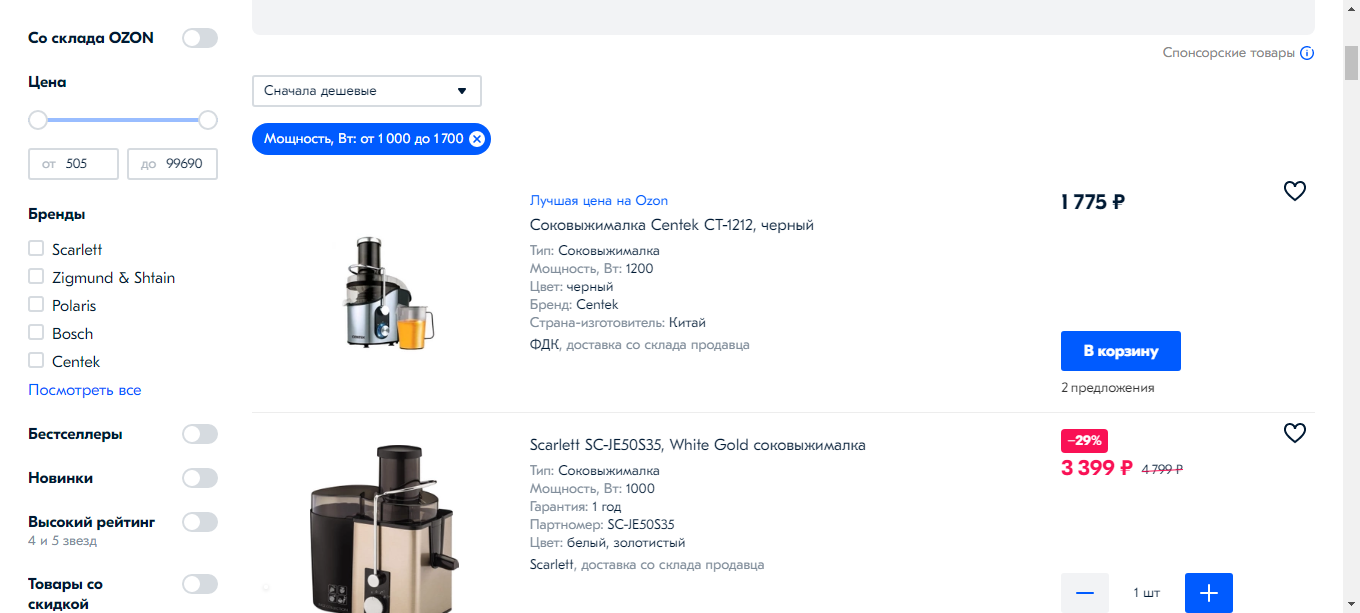 Со склада OZON
Цена
от 505
до 99690
Бренды
Scarlett
Zigmund & Shtain
Polaris
Bosch
Centek
Посмотреть все
Бестселлеры
Новинки
Высокий рейтинг
4 и 5 звезд
Товары со
скидкой
Спонсорские товары
Сначала дешевые
Мощность, Вт: от 1 000 до 1 700
Лучшая цена на Ozon
Соковыжималка Centek CT-1212, черный
Тип: Соковыжималка
Мощность, Вт: 1200
Цвет: черный
Бренд: Centek
Страна-изготовитель: Китай
ФДК, доставка со склада продавца
1 775 ₽
В корзину
2 предложения
Scarlett SC-JE50S35, White Gold соковыжималка
Тип: Соковыжималка
Мощность, Вт: 1000
Гарантия: 1 год
Партномер: SC-JE50S35
Цвет: белый, золотистый
Scarlett, доставка со склада продавца
−29%
3 399 ₽ 4 799 ₽
1 шт